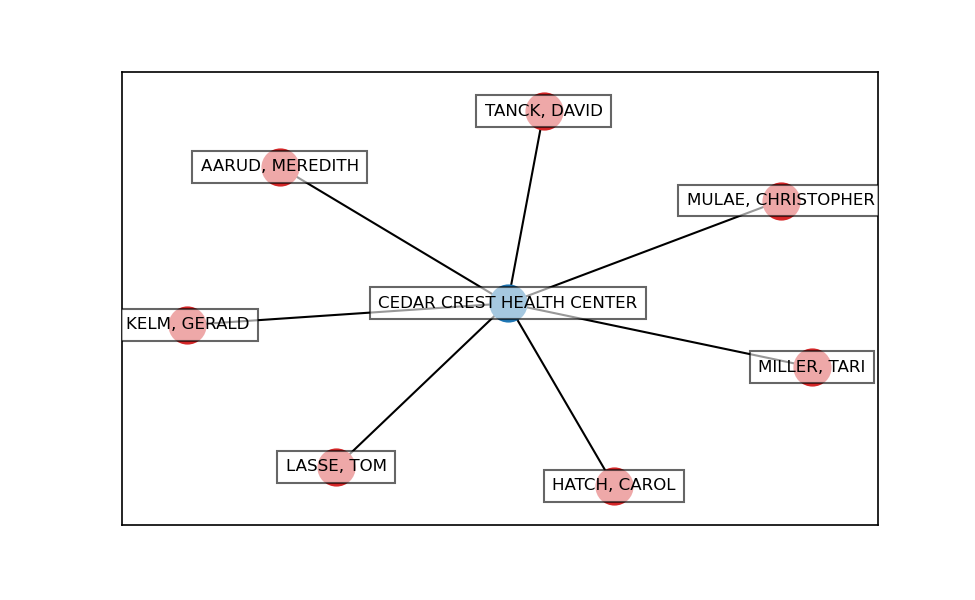 TANCK, DAVID
AARUD, MEREDITH
MULAE, CHRISTOPHER
CEDAR CREST HEALTH CENTER
KELM, GERALD
MILLER, TARI
LASSE, TOM
HATCH, CAROL